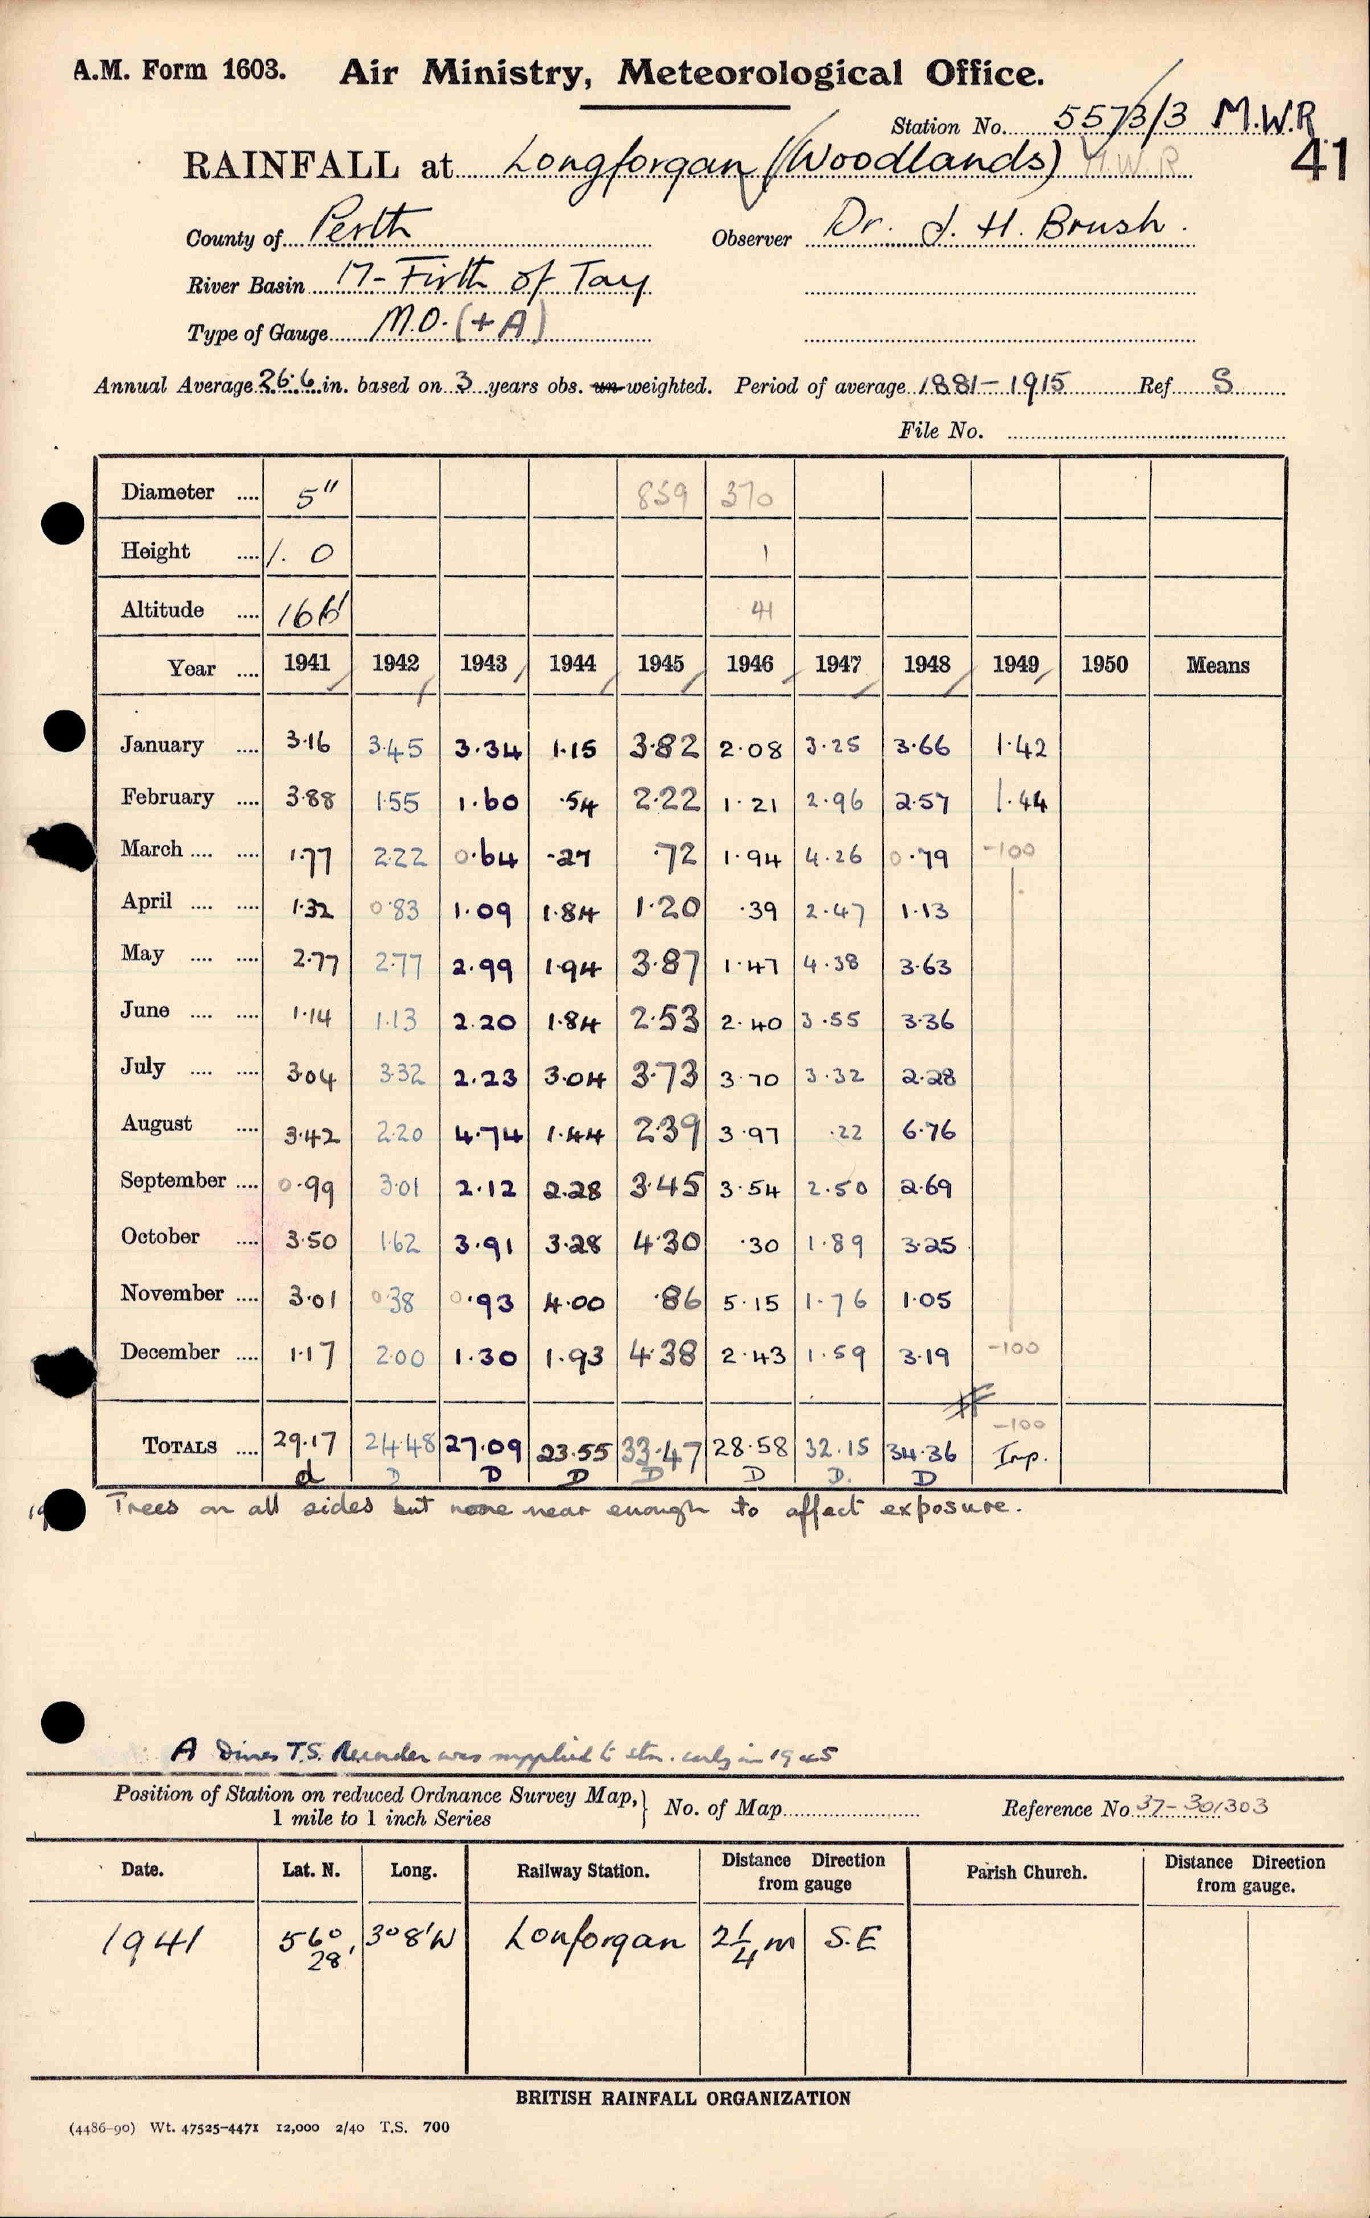 A.M. Form 1603. Air Ministry, Meteorological Office.
Station No. 5573/3 M.W.R
41
RAINFALL at Longforgan (Woodlands) M.W.R
County of Perth Observer Dr. J. H. Brush.
River Basin 17 - Firth of Tay
Type of Gauge M.O. (+A)
Annual Average 26.6 in. based on 3 years obs. un-weighted. Period of average 1881-1915 Ref S
File No.
Diameter 5" 859 370
Height 1. 0 1
Altitude 166' 41
Year 1941 1942 1943 1944 1945 1946 1947 1948 1949 1950 Means
January 3.16 3.45 3.34 1.15 3.82 2.08 3.25 3.66 1.42
February 3.88 1.55 1.60 .54 2.22 1.21 2.96 2.57 1.44
March 1.77 2.22 0.64 .27 .72 1.94 4.26 0.79 -100
April 1.32 0.83 1.09 1.84 1.20 .39 2.47 1.13
May 2.77 2.77 2.99 1.94 3.87 1.47 4.38 3.63
June 1.14 1.13 2.20 1.84 2.53 2.40 3.55 3.36
July 3.04 3.32 2.23 3.04 3.73 3.70 3.32 2.28
August 3.42 2.20 4.74 1.44 2.39 3.97 .22 6.76
September 0.99 3.01 2.12 2.28 3.45 3.54 2.50 2.69
October 3.50 1.62 3.91 3.28 4.30 .30 1.89 3.25
November 3.01 0.38 0.93 4.00 .86 5.15 1.76 1.05
December 1.17 2.00 1.30 1.93 4.38 2.43 1.59 3.19 -100
-100
TOTALS 29.17 24.48 27.09 23.55 33.47 28.58 32.15 34.36 Imp.
d D D D D D D. D
Trees on all sides but none near enough to affect exposure.
A Dines T.S. Recorder was supplied to stn. early in 1945
Position of Station on reduced Ordnance Survey Map, 1 mile to 1 inch Series } No. of Map Reference No 37-301303
Date. Lat. N. Long. Railway Station. Distance Direction from gauge Parish Church. Distance Direction from gauge.
1941 56° 28' 3°8'W Lonforgan 2 1/4 m S.E
BRITISH RAINFALL ORGANIZATION
(4486-90) Wt. 47525-4471 12,000 2/40 T.S. 700